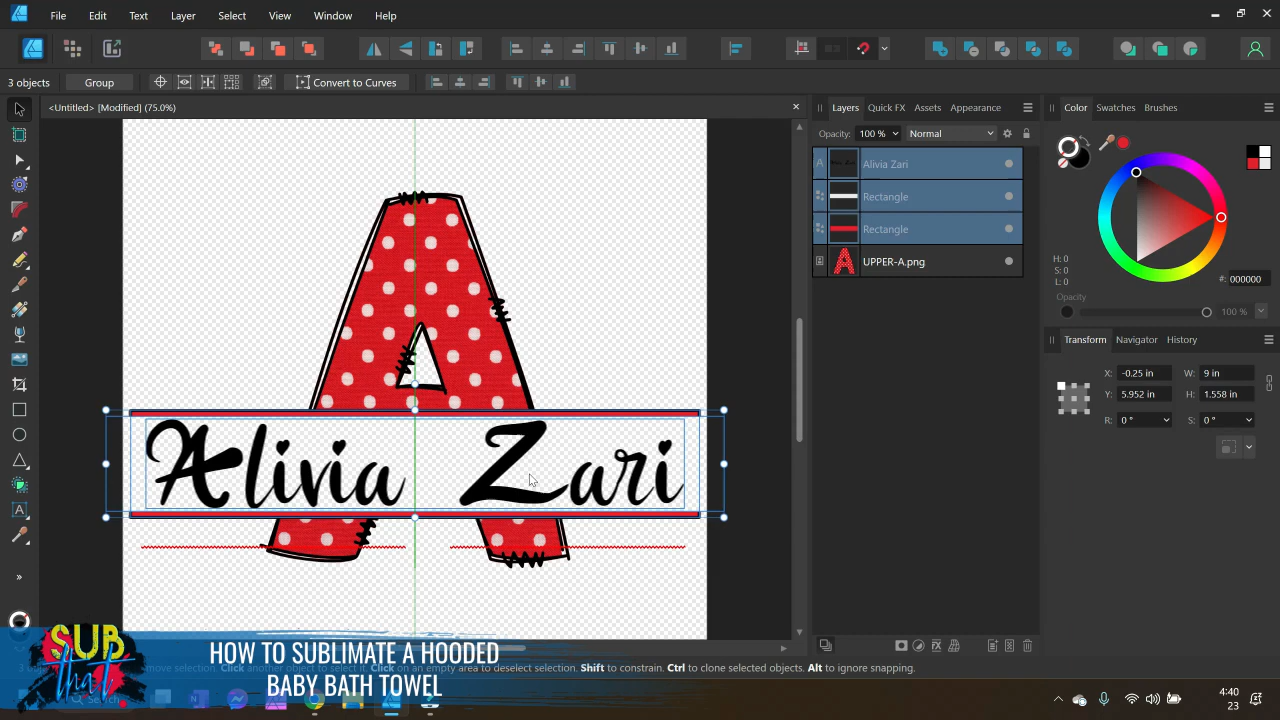 File Edit Text Layer Select View Window Help
3 objects Group Convert to Curves
<Untitled> [Modified] (75.0%)
Layers Quick FX Assets Appearance
Opacity: 100 % Normal
A Alivia Zari
Rectangle
Rectangle
UPPER-A.png
Color Swatches Brushes
H: 0
S: 0
L: 0
#: 000000
Opacity
100 %
Transform Navigator History
X: -0.25 in W: 9 in
Y: 5.952 in H: 1.558 in
R: 0 ° S: 0 °
Alivia Zari
SUB
that
HOW TO SUBLIMATE A HOODED
BABY BATH TOWEL
move selection. Click another object to select it. Click on an empty area to deselect selection. Shift to constrain. Ctrl to clone selected objects. Alt to ignore snapping.
Search
4:40
23